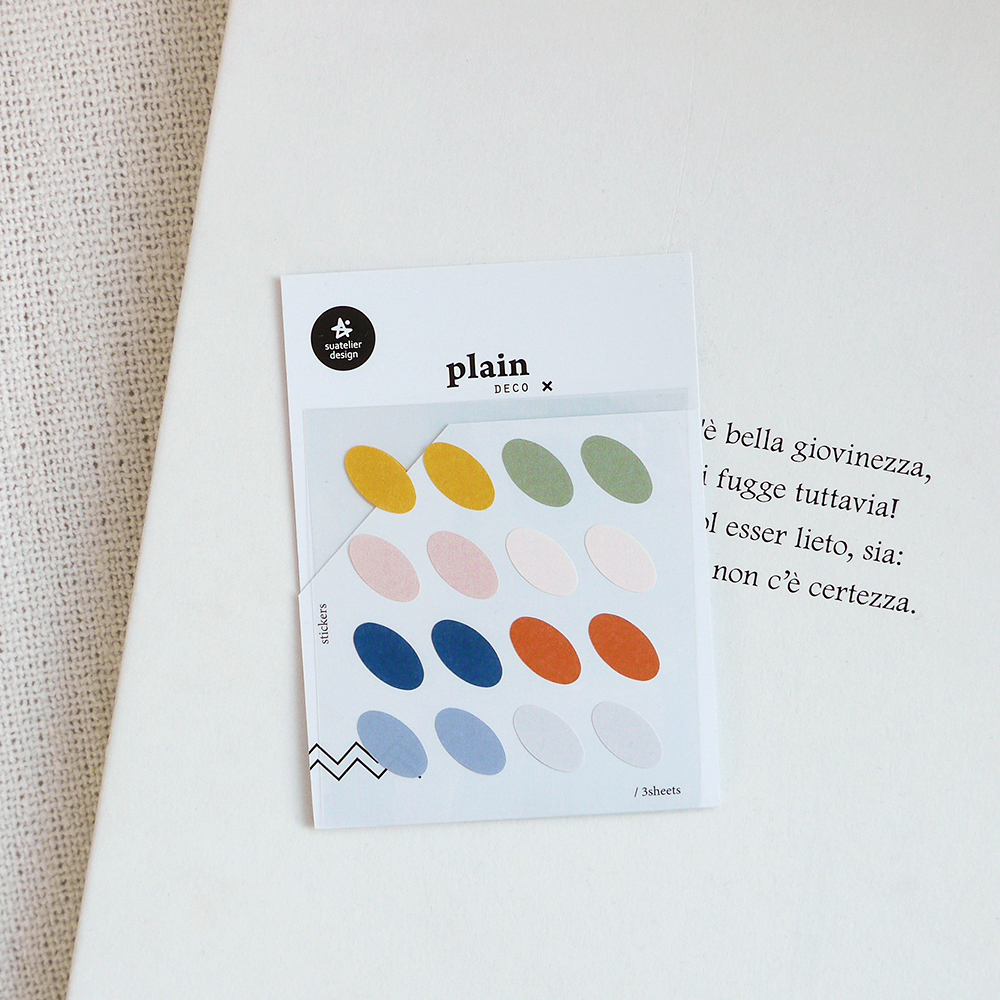 suatelier
design
plain
DECO ×
'è bella giovinezza,
i fugge tuttavia!
ol esser lieto, sia:
non c'è certezza.
stickers
/ 3sheets